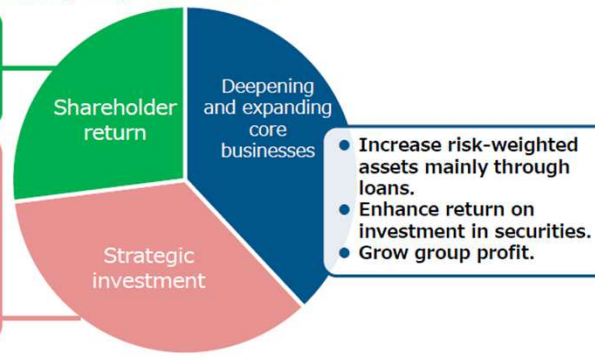 Shareholder
return
Deepening
and expanding
core
businesses
● Increase risk-weighted
assets mainly through
loans.
● Enhance return on
investment in securities.
● Grow group profit.
Strategic
investment